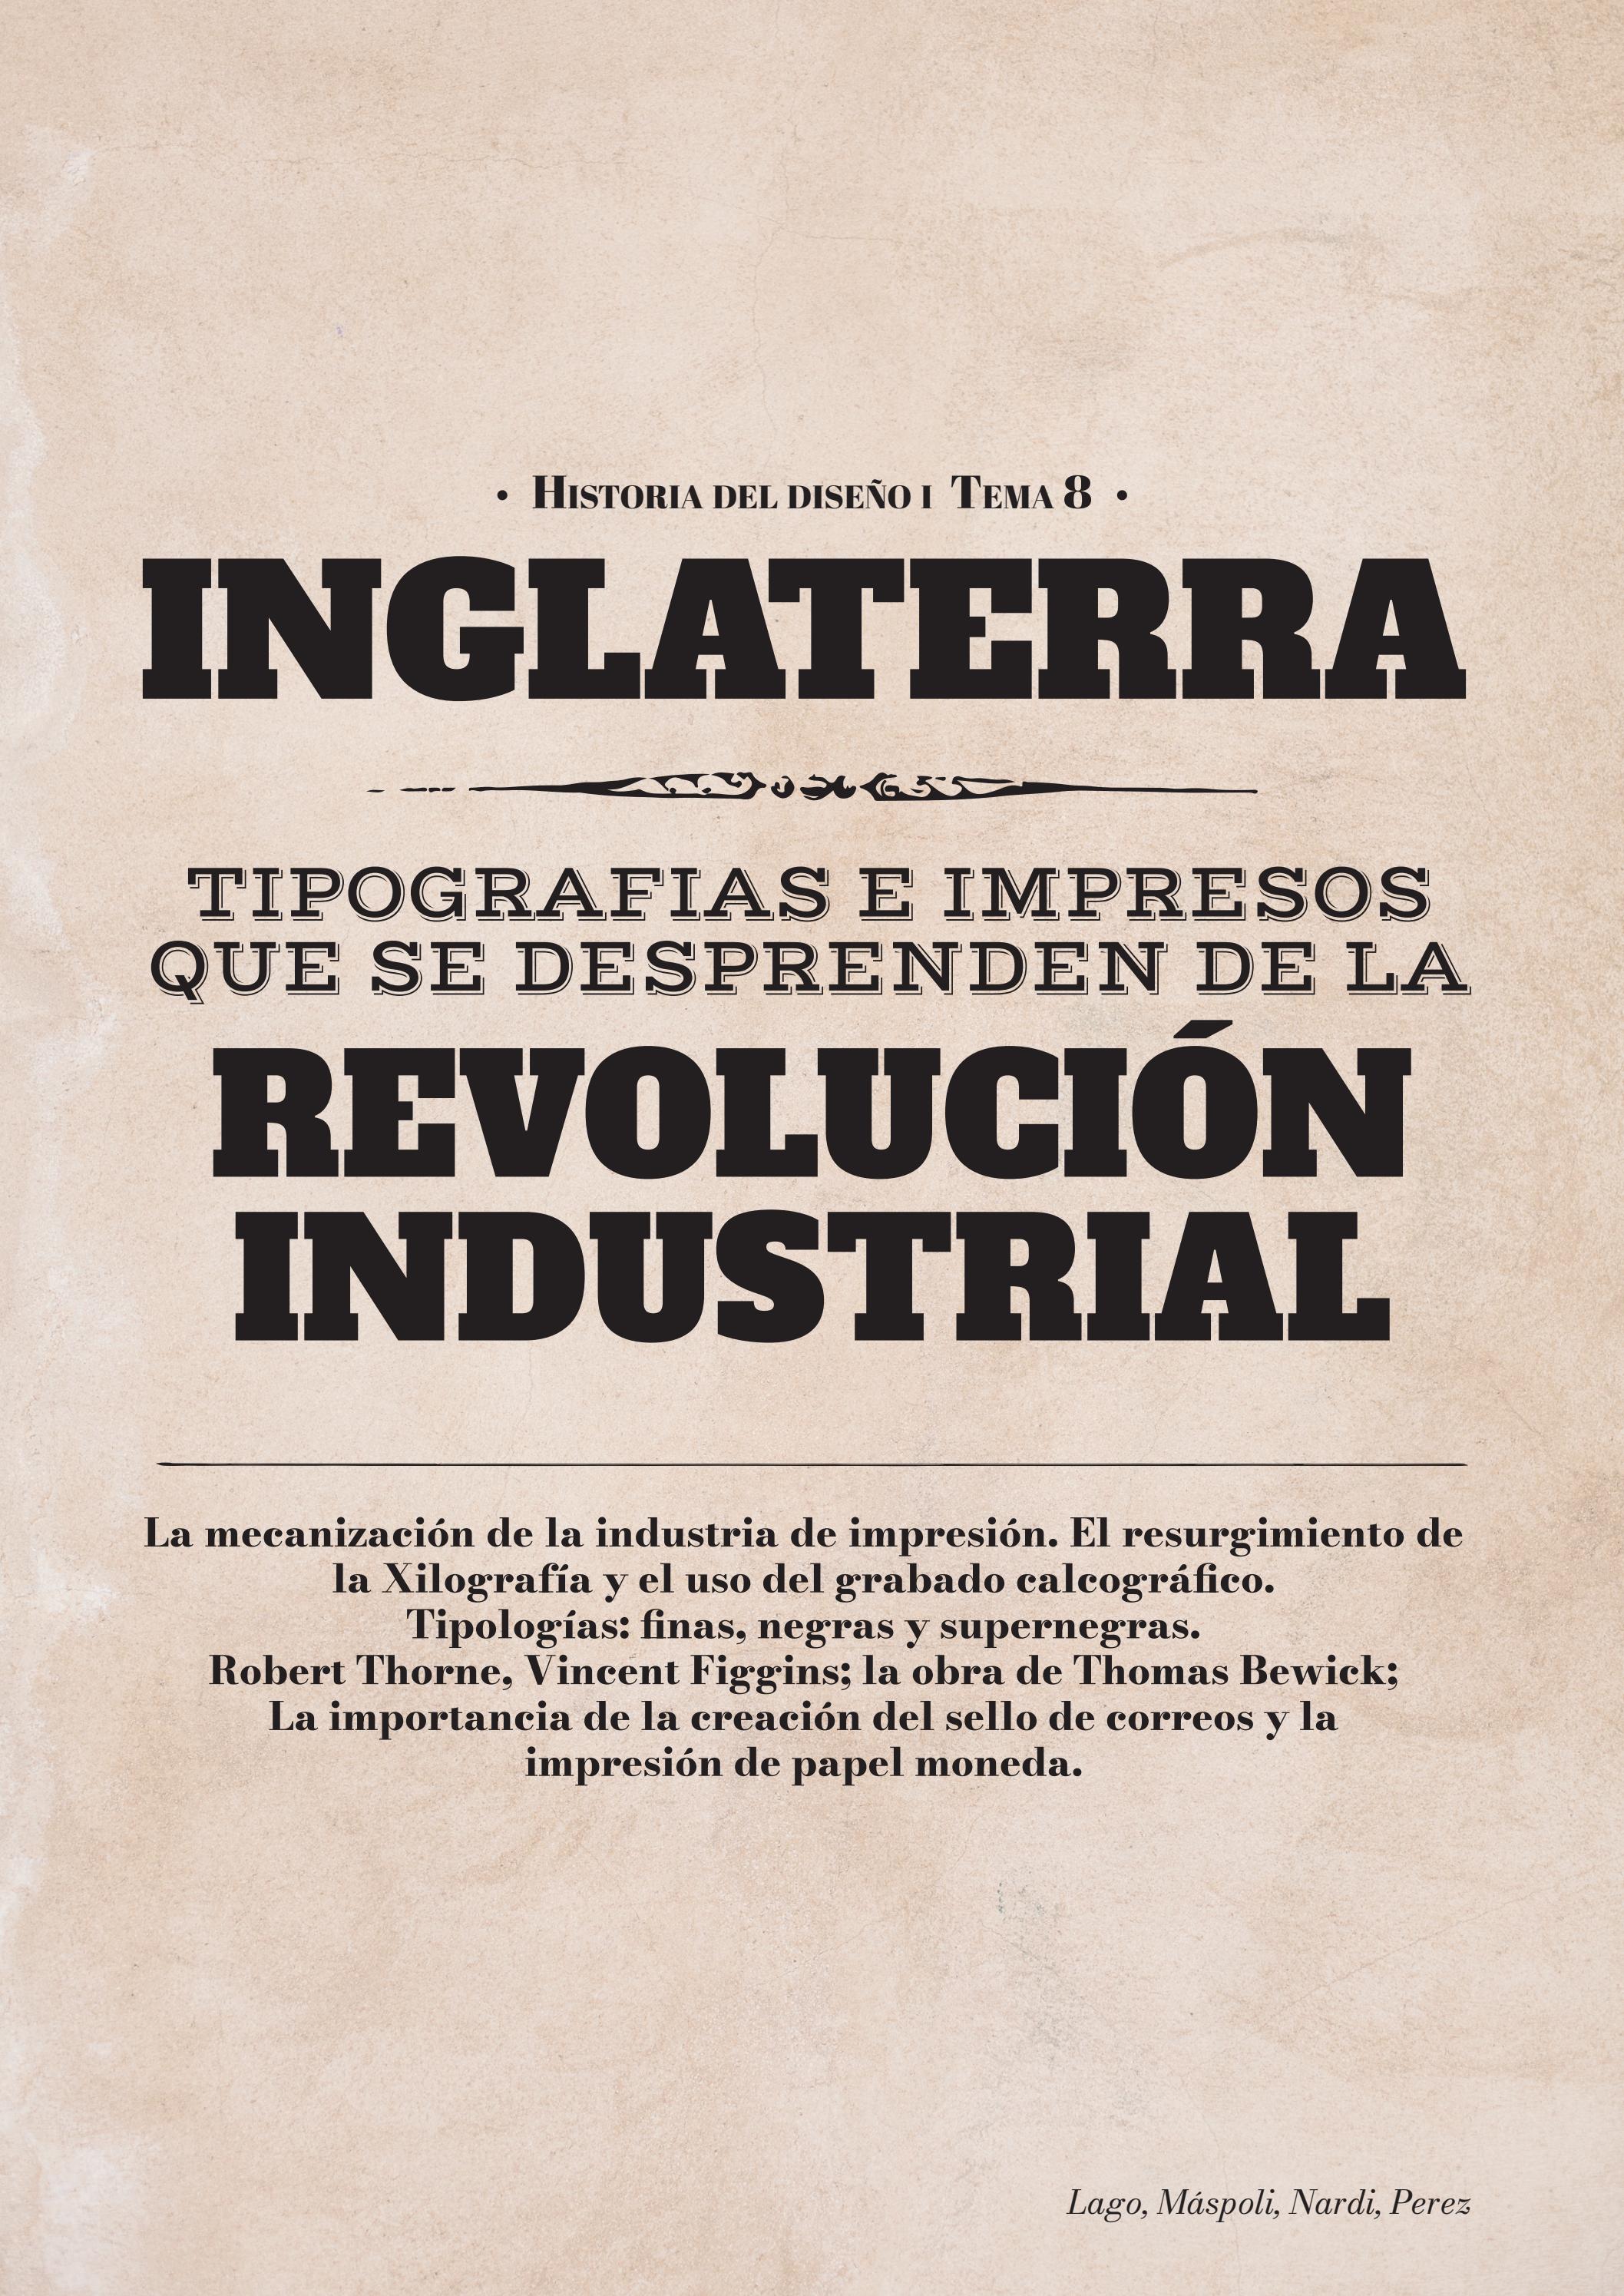 • Historia del diseño I Tema 8 •
INGLATERRA
TIPOGRAFIAS E IMPRESOS
QUE SE DESPRENDEN DE LA
REVOLUCIÓN
INDUSTRIAL
La mecanización de la industria de impresión. El resurgimiento de
la Xilografía y el uso del grabado calcográfico.
Tipologías: finas, negras y supernegras.
Robert Thorne, Vincent Figgins; la obra de Thomas Bewick;
La importancia de la creación del sello de correos y la
impresión de papel moneda.
Lago, Máspoli, Nardi, Perez